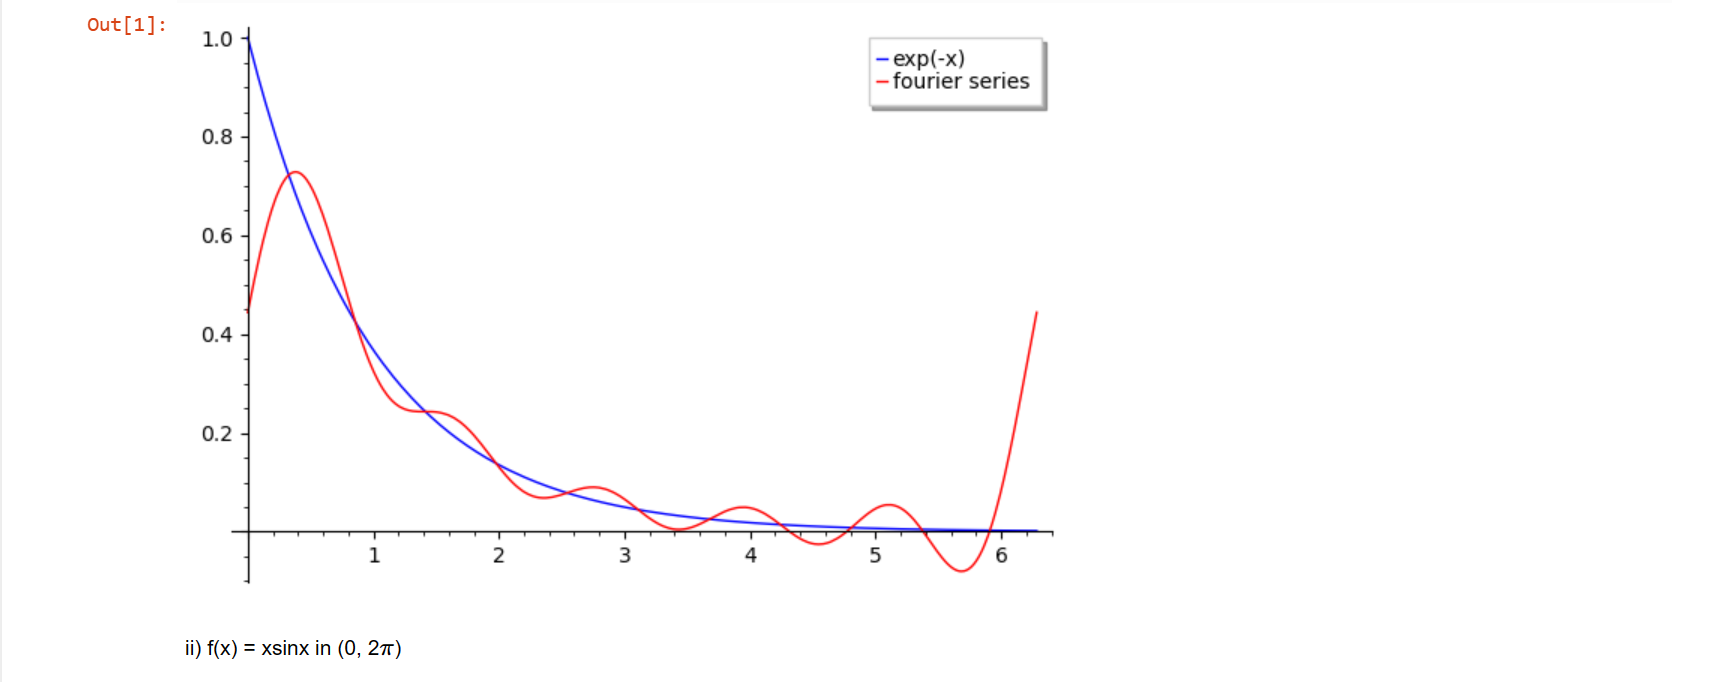 Out[1]:
1.0
exp(-x)
fourier series
0.8
0.6
0.4
0.2
1 2 3 4 5 6
ii) f(x) = xsinx in (0, 2π)